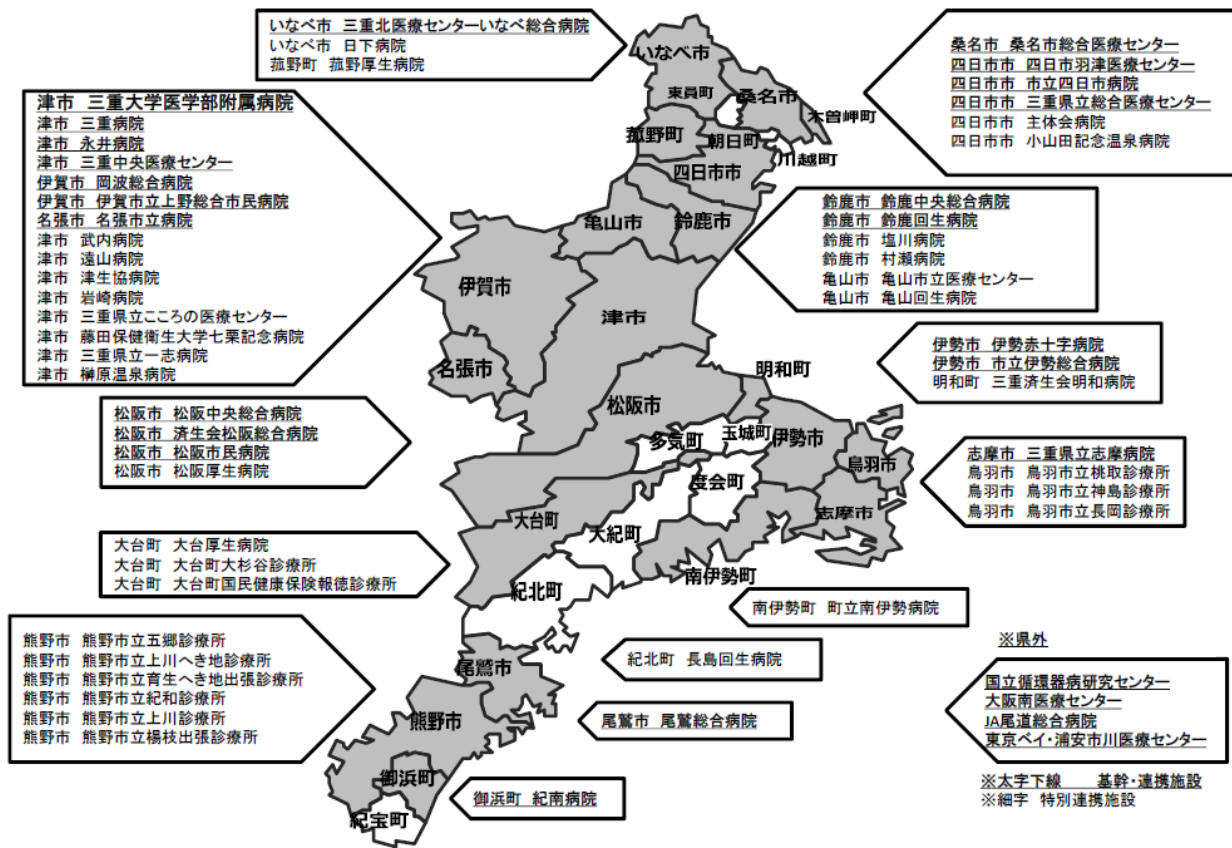 いなべ市 三重北医療センターいなべ総合病院
いなべ市 日下病院
菰野町 菰野厚生病院
桑名市 桑名市総合医療センター
四日市市 四日市羽津医療センター
四日市市 市立四日市病院
四日市市 三重県立総合医療センター
四日市市 主体会病院
四日市市 小山田記念温泉病院
津市 三重大学医学部附属病院
津市 三重病院
津市 永井病院
津市 三重中央医療センター
伊賀市 岡波総合病院
伊賀市 伊賀市立上野総合市民病院
名張市 名張市立病院
津市 武内病院
津市 遠山病院
津市 津生協病院
津市 岩崎病院
津市 三重県立こころの医療センター
津市 藤田保健衛生大学七栗記念病院
津市 三重県立一志病院
津市 榊原温泉病院
鈴鹿市 鈴鹿中央総合病院
鈴鹿市 鈴鹿回生病院
鈴鹿市 塩川病院
鈴鹿市 村瀬病院
亀山市 亀山市立医療センター
亀山市 亀山回生病院
伊勢市 伊勢赤十字病院
伊勢市 市立伊勢総合病院
明和町 三重済生会明和病院
松阪市 松阪中央総合病院
松阪市 済生会松阪総合病院
松阪市 松阪市民病院
松阪市 松阪厚生病院
志摩市 三重県立志摩病院
鳥羽市 鳥羽市立桃取診療所
鳥羽市 鳥羽市立神島診療所
鳥羽市 鳥羽市立長岡診療所
大台町 大台厚生病院
大台町 大台町大杉谷診療所
大台町 大台町国民健康保険報徳診療所
南伊勢町 町立南伊勢病院
熊野市 熊野市立五郷診療所
熊野市 熊野市立上川へき地診療所
熊野市 熊野市立育生へき地出張診療所
熊野市 熊野市立紀和診療所
熊野市 熊野市立上川診療所
熊野市 熊野市立楊枝出張診療所
紀北町 長島回生病院
尾鷲市 尾鷲総合病院
御浜町 紀南病院
※県外
国立循環器病研究センター
大阪南医療センター
JA尾道総合病院
東京ベイ・浦安市川医療センター
※太字下線 基幹・連携施設
※細字 特別連携施設
いなべ市
東員町
桑名市
木曽岬町
菰野町
朝日町
川越町
四日市市
亀山市
鈴鹿市
伊賀市
津市
名張市
明和町
松阪市
多気町
玉城町
伊勢市
鳥羽市
度会町
志摩市
大台町
大紀町
南伊勢町
紀北町
尾鷲市
熊野市
御浜町
紀宝町